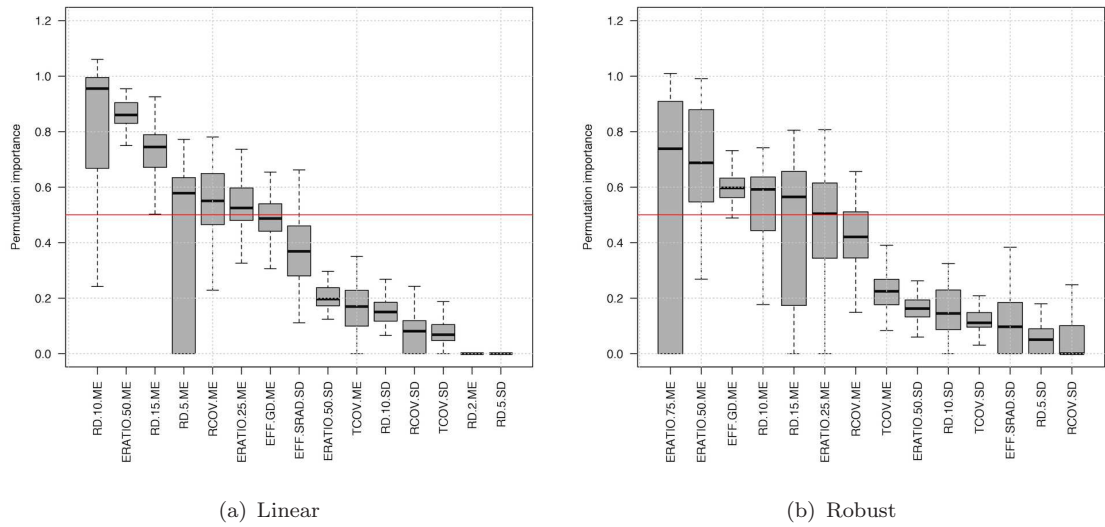 Permutation importance
1.2
1.0
0.8
0.6
0.4
0.2
0.0
RD.10.ME
ERATIO.50.ME
RD.15.ME
RD.5.ME
RCOV.ME
ERATIO.25.ME
EFF.GD.ME
EFF.SRAD.SD
ERATIO.50.SD
TCOV.ME
RD.10.SD
RCOV.SD
TCOV.SD
RD.2.ME
RD.5.SD
(a) Linear
Permutation importance
1.2
1.0
0.8
0.6
0.4
0.2
0.0
ERATIO.75.ME
ERATIO.50.ME
EFF.GD.ME
RD.10.ME
RD.15.ME
ERATIO.25.ME
RCOV.ME
TCOV.ME
ERATIO.50.SD
RD.10.SD
TCOV.SD
EFF.SRAD.SD
RD.5.SD
RCOV.SD
(b) Robust